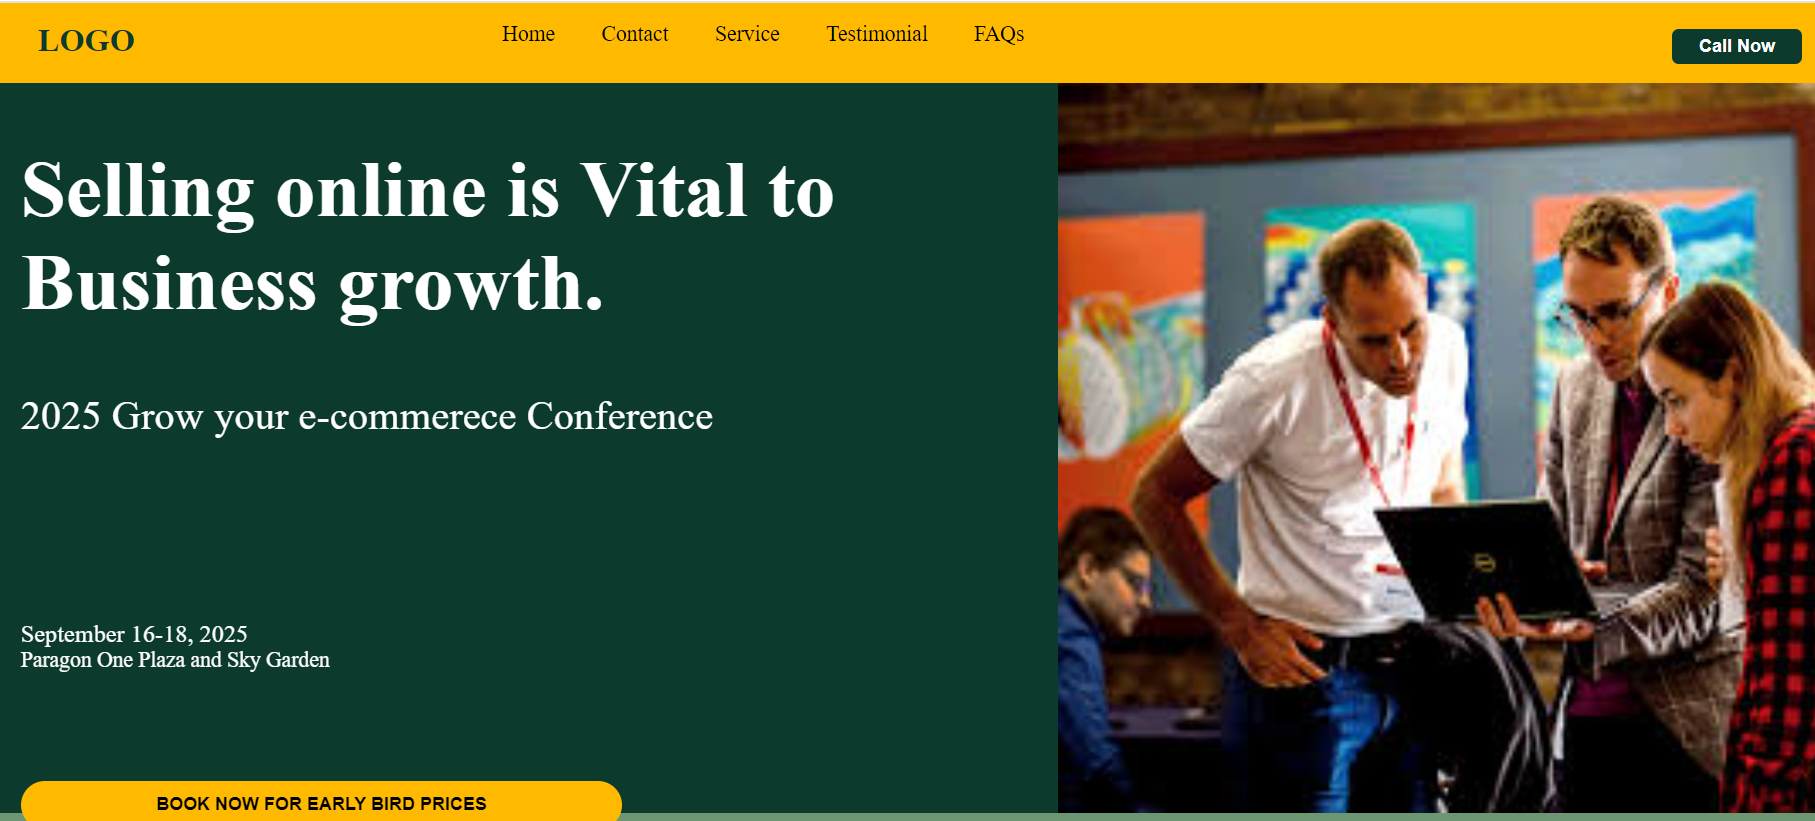 LOGO
Home Contact Service Testimonial FAQs
Call Now
Selling online is Vital to
Business growth.
2025 Grow your e-commerece Conference
September 16-18, 2025
Paragon One Plaza and Sky Garden
BOOK NOW FOR EARLY BIRD PRICES